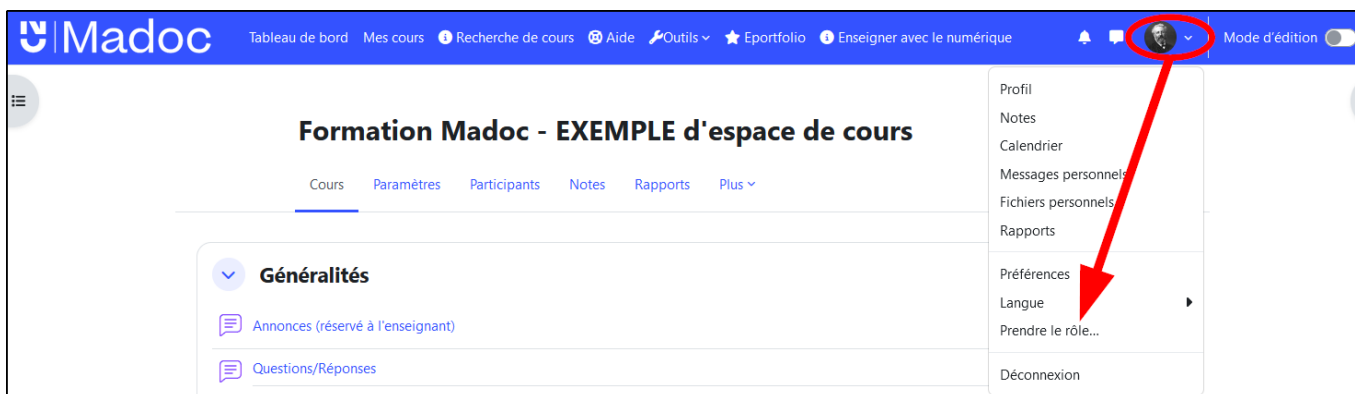 Madoc Tableau de bord Mes cours Recherche de cours Aide Outils Eportfolio Enseigner avec le numérique Mode d'édition
Formation Madoc - EXEMPLE d'espace de cours
Cours Paramètres Participants Notes Rapports Plus
Généralités
Annonces (réservé à l'enseignant)
Questions/Réponses
Profil
Notes
Calendrier
Messages personnels
Fichiers personnels
Rapports
Préférences
Langue
Prendre le rôle...
Déconnexion